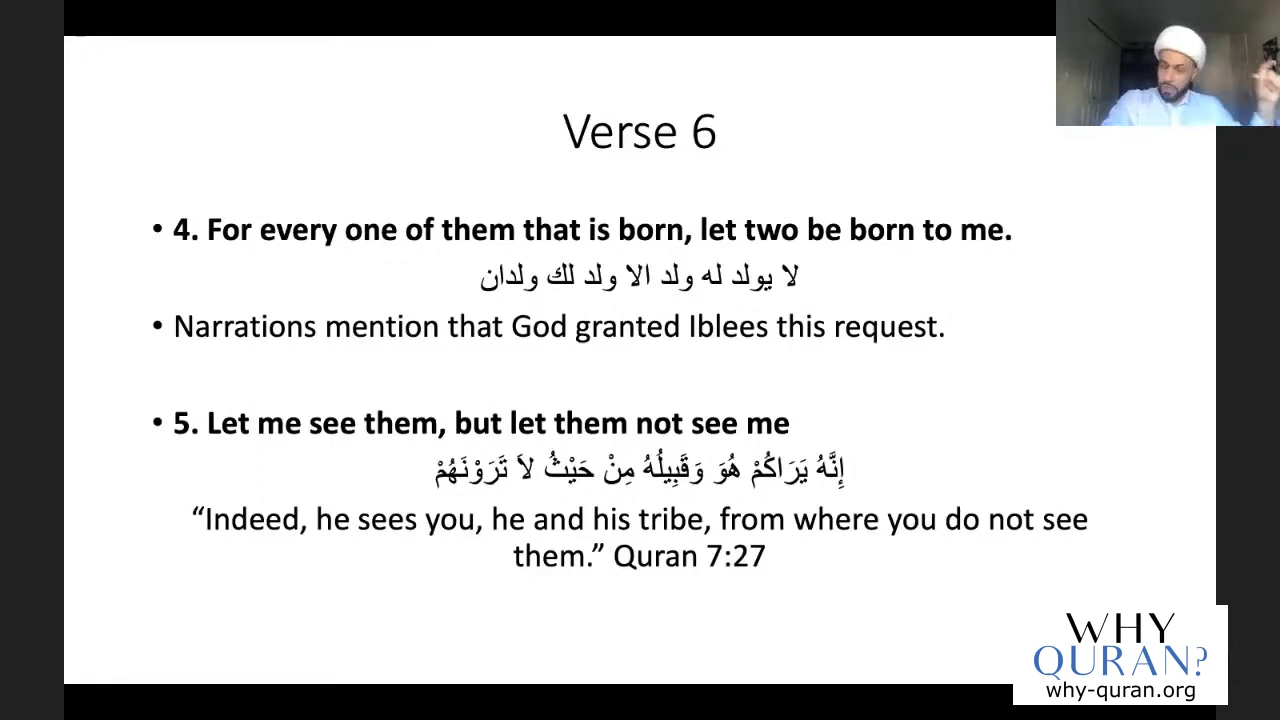 Verse 6
• 4. For every one of them that is born, let two be born to me.
لا يولد له ولد الا ولد لك ولدان
• Narrations mention that God granted Iblees this request.
• 5. Let me see them, but let them not see me
إِنَّهُ يَرَاكُمْ هُوَ وَقَبِيلُهُ مِنْ حَيْثُ لاَ تَرَوْنَهُمْ
“Indeed, he sees you, he and his tribe, from where you do not see
them.” Quran 7:27
WHY
QURAN?
why-quran.org